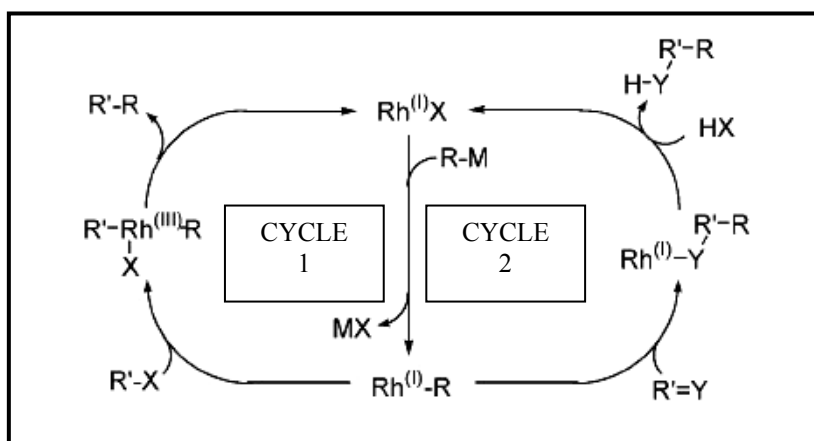 R'-R
H-Y
R'-R
Rh(I)X
HX
R-M
R'-Rh(III)-R
X
CYCLE
1
CYCLE
2
R'-R
Rh(I)-Y
MX
R'-X
Rh(I)-R
R'=Y